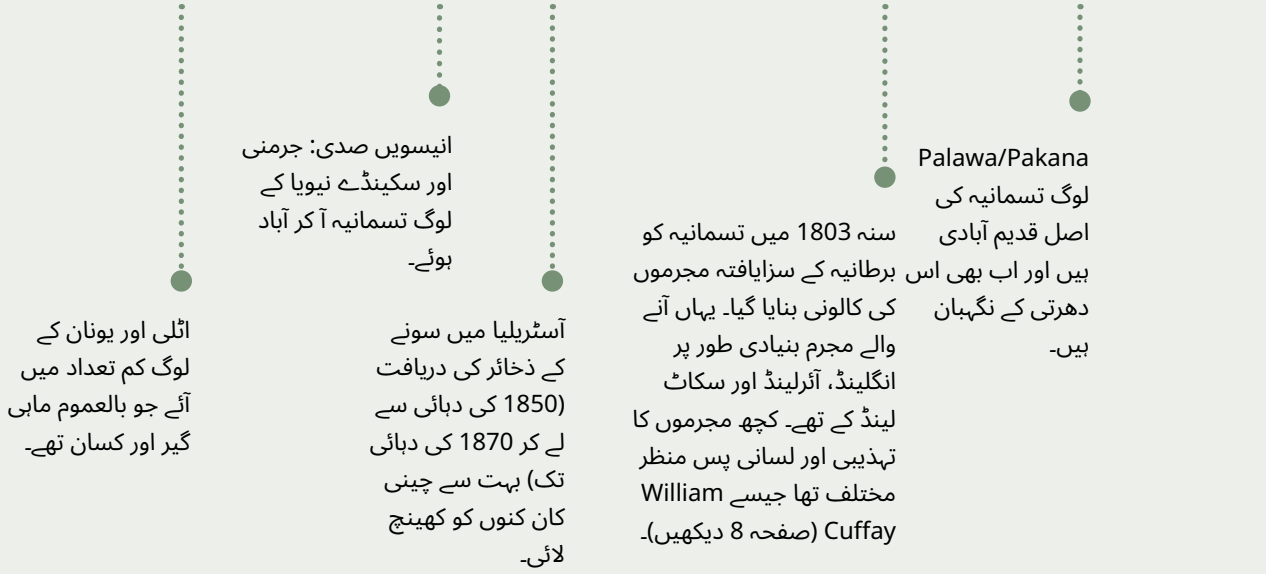 Palawa/Pakana
لوگ تسمانیہ کی
اصل قدیم آبادی
ہیں اور اب بھی اس
دھرتی کے نگہبان
ہیں۔
سنہ 1803 میں تسمانیہ کو
برطانیہ کے سزایافتہ مجرموں
کی کالونی بنایا گیا۔ یہاں آنے
والے مجرم بنیادی طور پر
انگلینڈ، آئرلینڈ اور سکاٹ
لینڈ کے تھے۔ کچھ مجرموں کا
تہذیبی اور لسانی پس منظر
مختلف تھا جیسے William
Cuffay (صفحہ 8 دیکھیں)۔
آسٹریلیا میں سونے
کے ذخائر کی دریافت
(1850 کی دہائی سے
لے کر 1870 کی دہائی
تک) بہت سے چینی
کان کنوں کو کھینچ
لائی۔
انیسویں صدی: جرمنی
اور سکینڈے نیویا کے
لوگ تسمانیہ آ کر آباد
ہوئے۔
اٹلی اور یونان کے
لوگ کم تعداد میں
آئے جو بالعموم ماہی
گیر اور کسان تھے۔